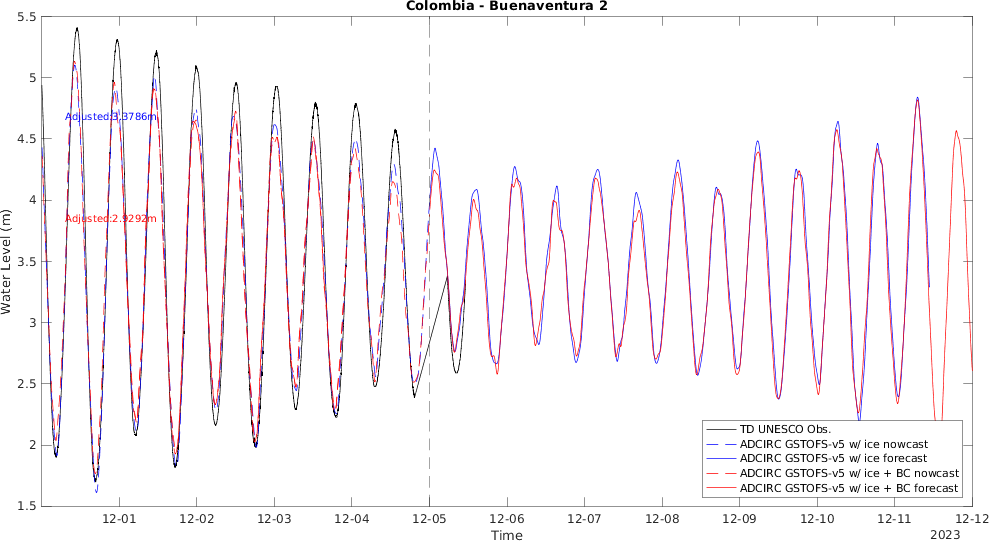 Colombia - Buenaventura 2
5.5
5
4.5
4
3.5
3
2.5
2
1.5
Water Level (m)
Adjusted:3.3786m
Adjusted:2.9292m
TD UNESCO Obs.
ADCIRC GSTOFS-v5 w/ ice nowcast
ADCIRC GSTOFS-v5 w/ ice forecast
ADCIRC GSTOFS-v5 w/ ice + BC nowcast
ADCIRC GSTOFS-v5 w/ ice + BC forecast
12-01 12-02 12-03 12-04 12-05 12-06 12-07 12-08 12-09 12-10 12-11 12-12
Time
2023